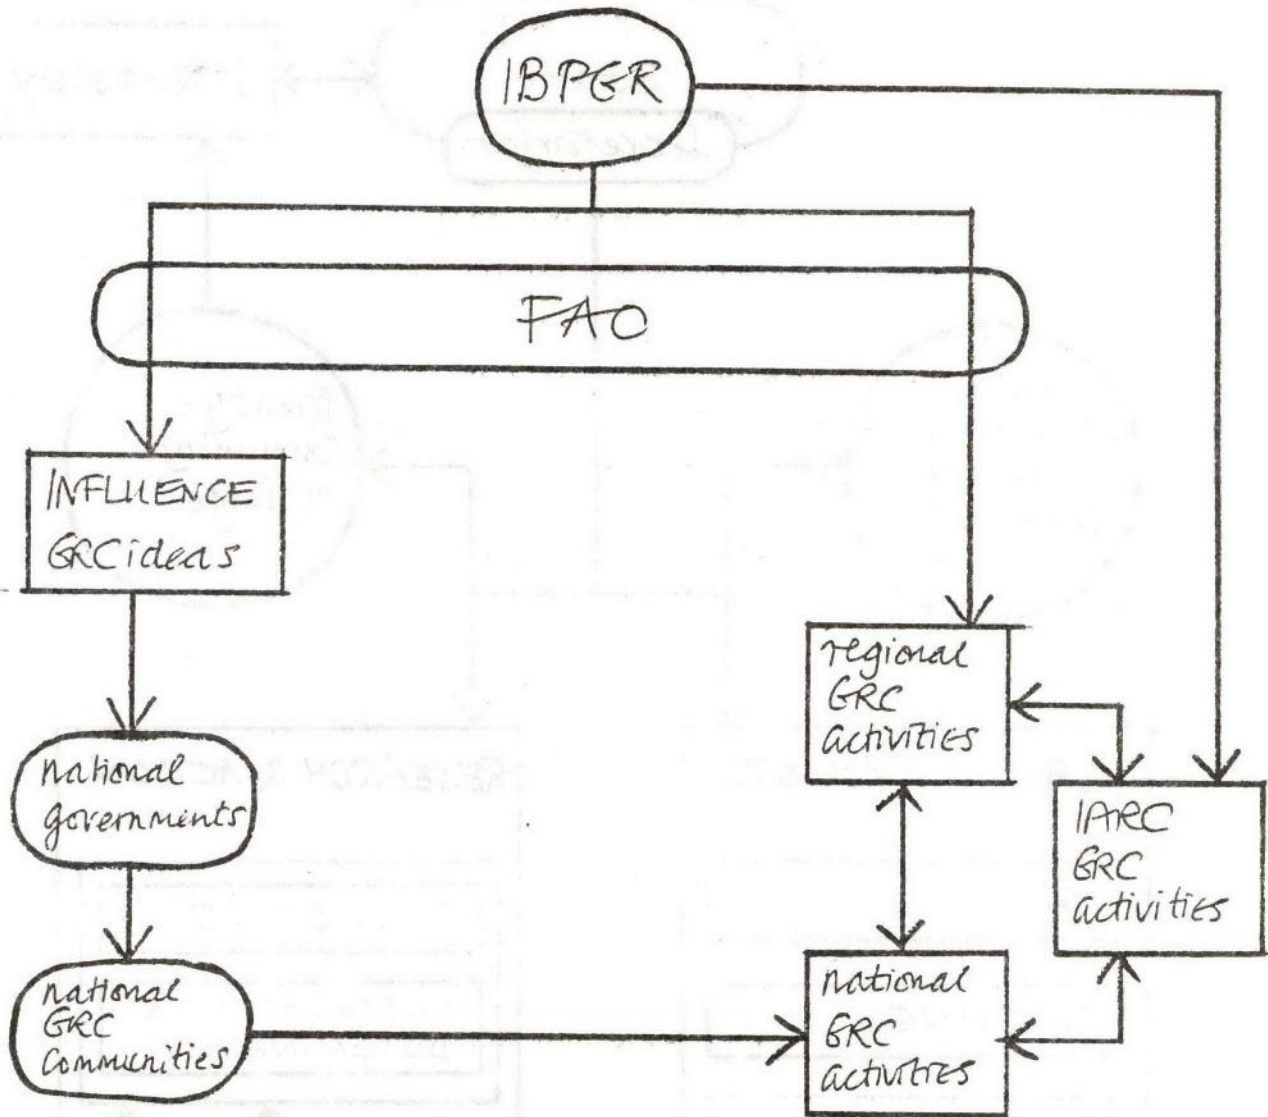 IBPGR
FAO
INFLUENCE
GRC ideas
regional
GRC
activities
national
governments
IARC
GRC
activities
national
GRC
communities
national
GRC
activities